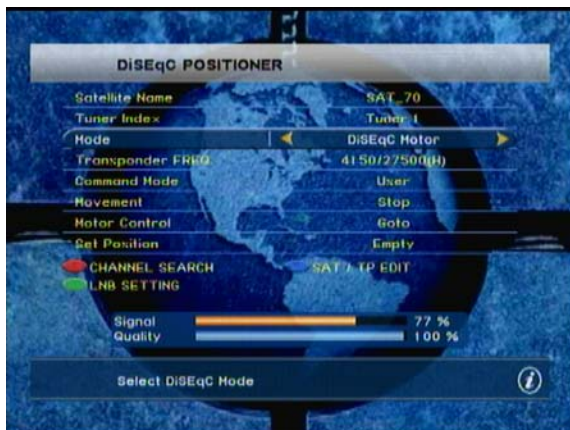 DiSEqC POSITIONER
Satellite Name SAT_70
Tuner Index Tuner 1
Mode DiSEqC Motor
Transponder FREQ. 4150/27500(H)
Command Mode User
Movement Stop
Motor Control Goto
Set Position Empty
CHANNEL SEARCH SAT / TP EDIT
LNB SETTING
Signal 77 %
Quality 100 %
Select DiSEqC Mode
i